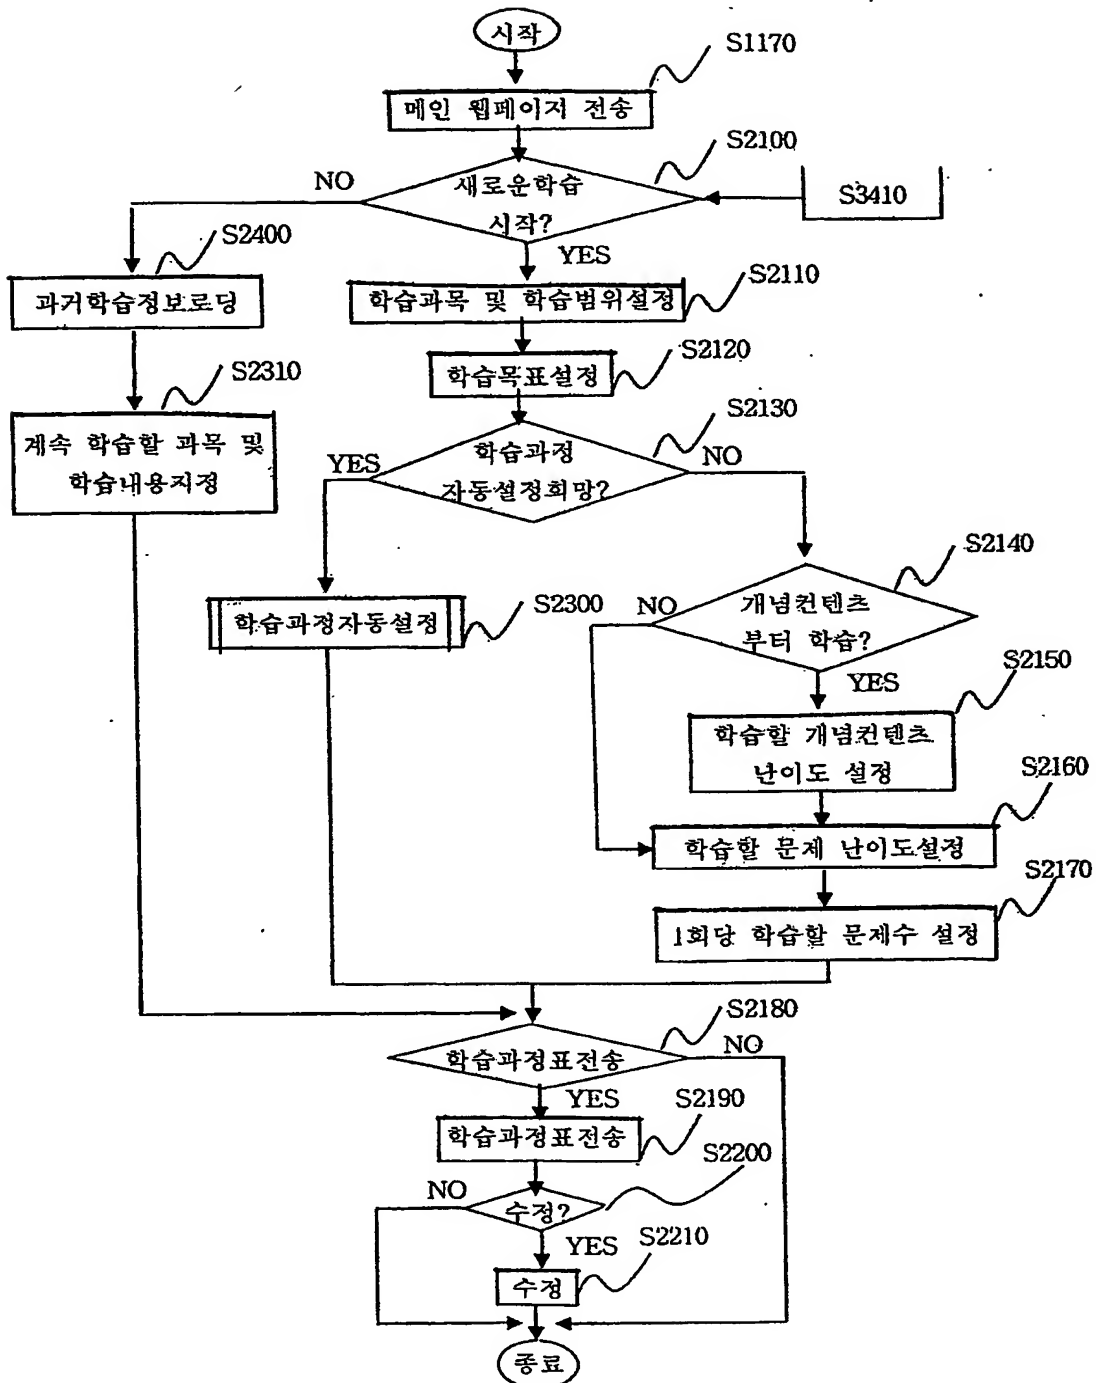 시작
S1170
메인 웹페이지 전송
S2100
NO
새로운학습
시작?
S3410
S2400
YES
S2110
과거학습정보로딩
학습과목 및 학습범위설정
S2120
S2310
학습목표설정
S2130
계속 학습할 과목 및
학습내용지정
YES
학습과정
자동설정희망?
NO
S2140
S2300
NO
개념컨텐츠
부터 학습?
학습과정자동설정
S2150
YES
학습할 개념컨텐츠
난이도 설정
S2160
학습할 문제 난이도설정
S2170
1회당 학습할 문제수 설정
S2180
학습과정표전송
NO
YES
S2190
학습과정표전송
S2200
NO
수정?
YES
S2210
수정
종료